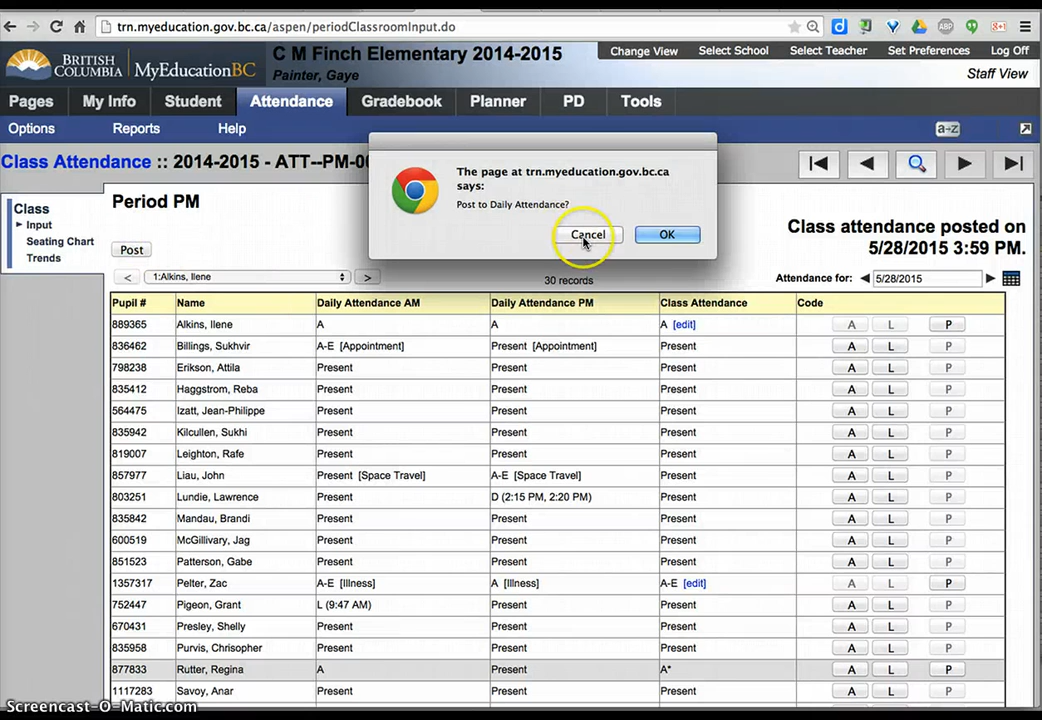 trn.myeducation.gov.bc.ca/aspen/periodClassroomInput.do
BRITISH COLUMBIA MyEducationBC
C M Finch Elementary 2014-2015
Painter, Gaye
Change View Select School Select Teacher Set Preferences Log Off
Staff View
Pages My Info Student Attendance Gradebook Planner PD Tools
Options Reports Help
a-z
Class Attendance :: 2014-2015 - ATT--PM-0
The page at trn.myeducation.gov.bc.ca
says:
Post to Daily Attendance?
Cancel OK
Class
Input
Seating Chart
Trends
Period PM
Post
Class attendance posted on
5/28/2015 3:59 PM.
< 1:Alkins, Ilene >
30 records
Attendance for: 5/28/2015
Pupil # Name Daily Attendance AM Daily Attendance PM Class Attendance Code
889365 Alkins, Ilene A A A [edit] A L P
836462 Billings, Sukhvir A-E [Appointment] Present [Appointment] Present A L P
798238 Erikson, Attila Present Present Present A L P
835412 Haggstrom, Reba Present Present Present A L P
564475 Izatt, Jean-Philippe Present Present Present A L P
835942 Kilcullen, Sukhi Present Present Present A L P
819007 Leighton, Rafe Present Present Present A L P
857977 Liau, John Present [Space Travel] A-E [Space Travel] Present A L P
803251 Lundie, Lawrence Present D (2:15 PM, 2:20 PM) Present A L P
835842 Mandau, Brandi Present Present Present A L P
600519 McGillivary, Jag Present Present Present A L P
851523 Patterson, Gabe Present Present Present A L P
1357317 Pelter, Zac A-E [Illness] A [Illness] A-E [edit] A L P
752447 Pigeon, Grant L (9:47 AM) Present Present A L P
670431 Presley, Shelly Present Present Present A L P
835958 Purvis, Chrisopher Present Present Present A L P
877833 Rutter, Regina A Present A* A L P
1117283 Savoy, Anar Present Present Present A L P
Screencast-O-Matic.com